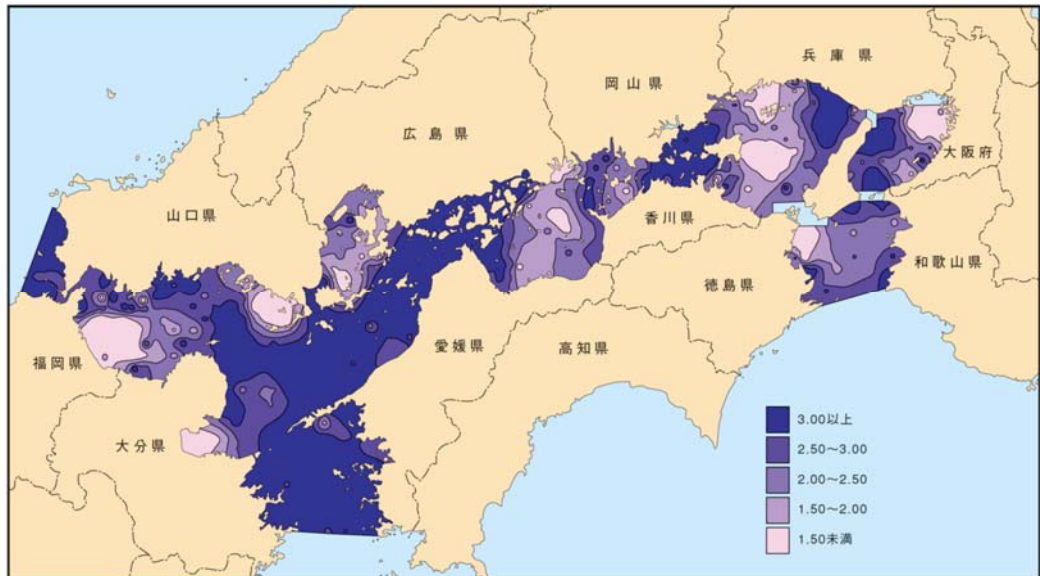 兵庫県
岡山県
広島県
大阪府
山口県
香川県
和歌山県
徳島県
愛媛県
高知県
福岡県
大分県
3.00以上
2.50～3.00
2.00～2.50
1.50～2.00
1.50未満